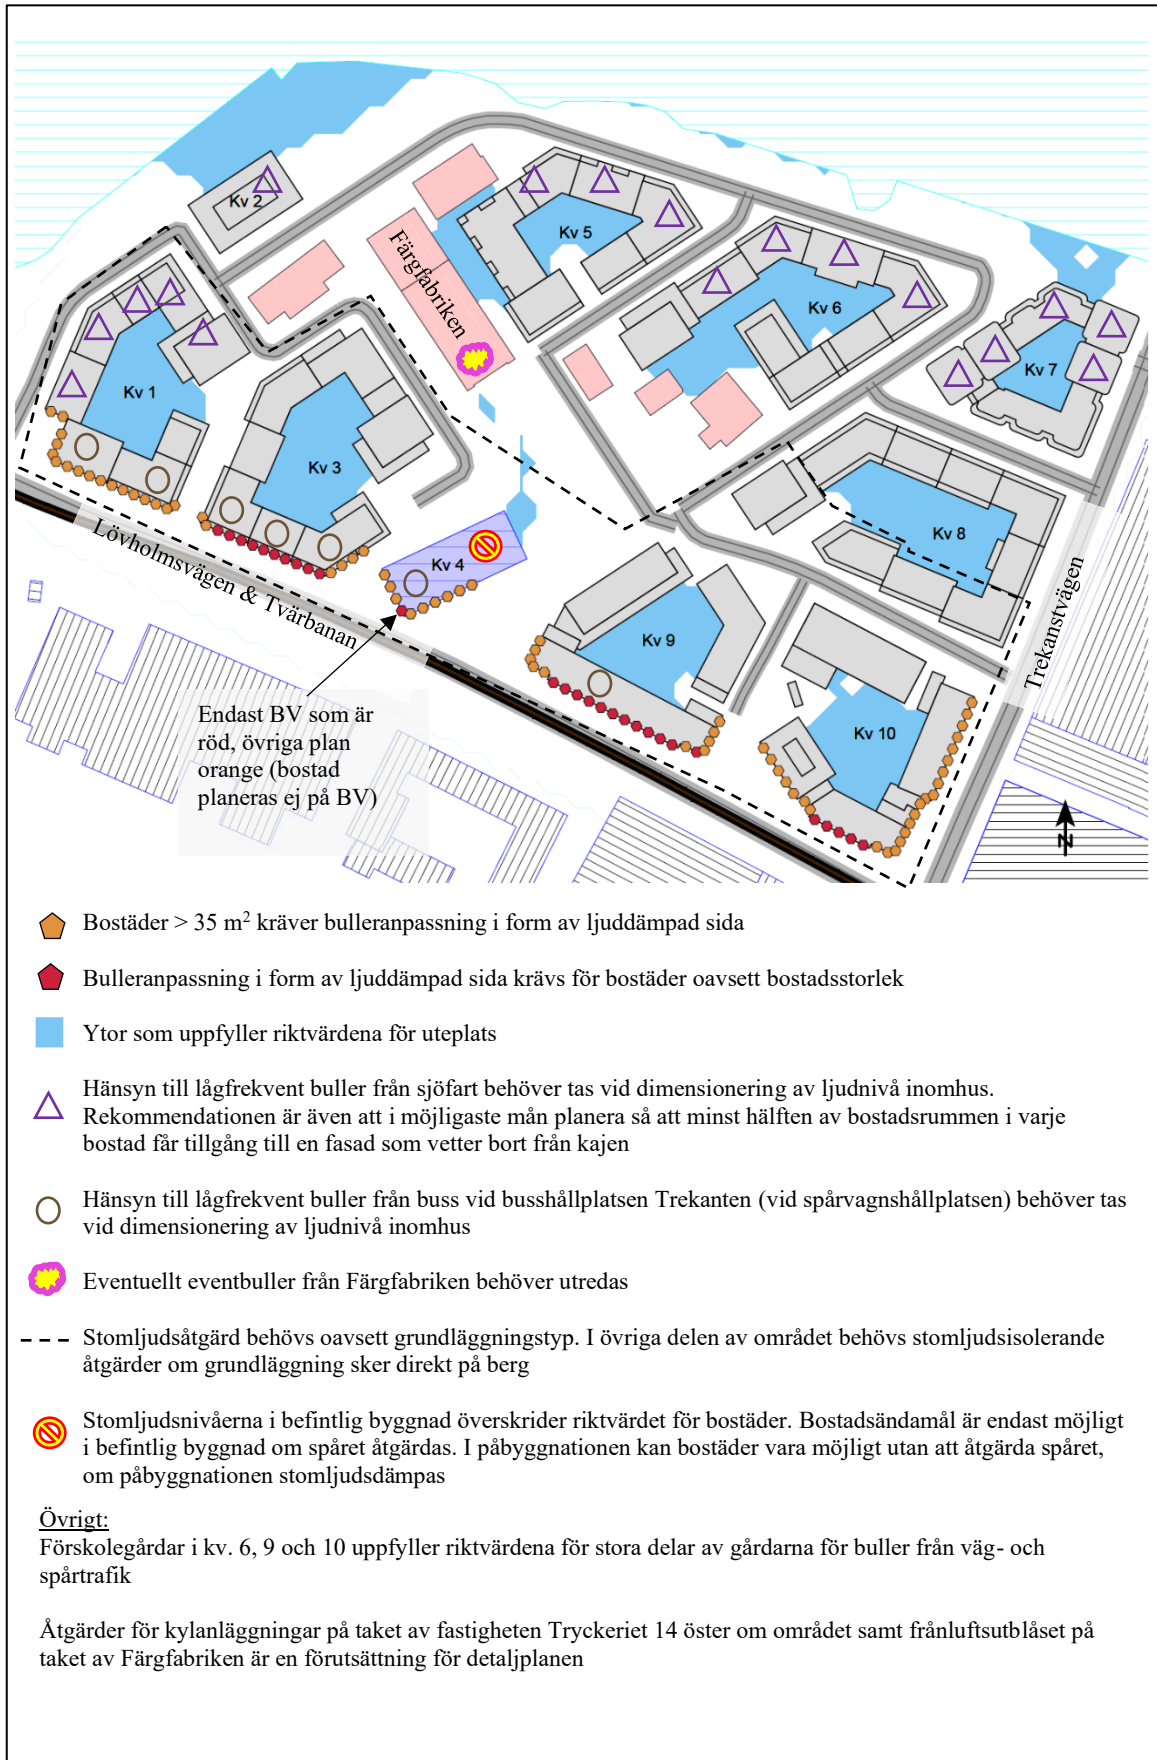 Kv 2
Färgfabriken
Kv 5
Kv 6
Kv 7
Kv 1
Kv 3
Kv 4
Kv 8
Kv 9
Kv 10
Lövholmsvägen & Tvärbanan
Trekanstvägen
Endast BV som är
röd, övriga plan
orange (bostad
planeras ej på BV)
N
Bostäder > 35 m² kräver bulleranpassning i form av ljuddämpad sida
Bulleranpassning i form av ljuddämpad sida krävs för bostäder oavsett bostadsstorlek
Ytor som uppfyller riktvärdena för uteplats
Hänsyn till lågfrekvent buller från sjöfart behöver tas vid dimensionering av ljudnivå inomhus.
Rekommendationen är även att i möjligaste mån planera så att minst hälften av bostadsrummen i varje
bostad får tillgång till en fasad som vetter bort från kajen
Hänsyn till lågfrekvent buller från buss vid busshållplatsen Trekanten (vid spårvagnshållplatsen) behöver tas
vid dimensionering av ljudnivå inomhus
Eventuellt eventbuller från Färgfabriken behöver utredas
Stomljudsåtgärd behövs oavsett grundläggningstyp. I övriga delen av området behövs stomljudsisolerande
åtgärder om grundläggning sker direkt på berg
Stomljudsnivåerna i befintlig byggnad överskrider riktvärdet för bostäder. Bostadsändamål är endast möjligt
i befintlig byggnad om spåret åtgärdas. I påbyggnationen kan bostäder vara möjligt utan att åtgärda spåret,
om påbyggnationen stomljudsdämpas
Övrigt:
Förskolegårdar i kv. 6, 9 och 10 uppfyller riktvärdena för stora delar av gårdarna för buller från väg- och
spårtrafik
Åtgärder för kylanläggningar på taket av fastigheten Tryckeriet 14 öster om området samt frånluftsutblåset på
taket av Färgfabriken är en förutsättning för detaljplanen